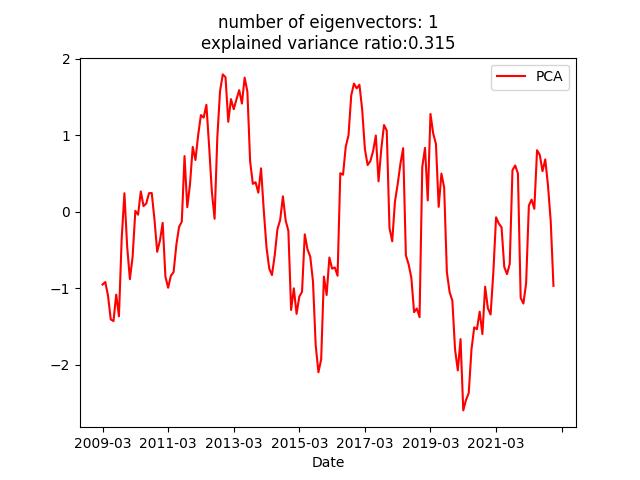 number of eigenvectors: 1
explained variance ratio:0.315
PCA
2
1
0
−1
−2
2009-03 2011-03 2013-03 2015-03 2017-03 2019-03 2021-03
Date